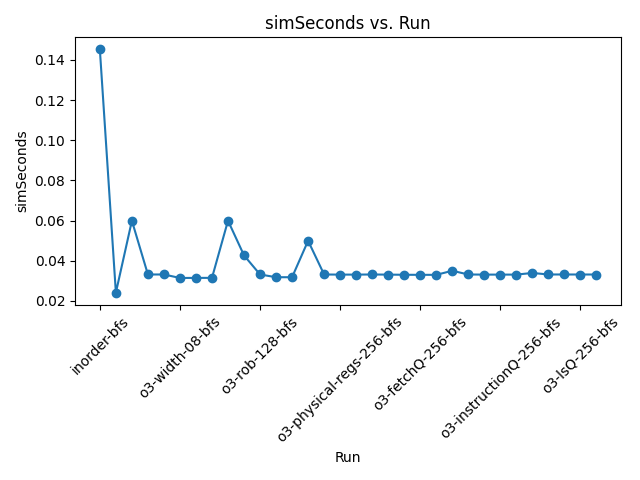 simSeconds vs. Run
0.14
0.12
0.10
0.08
0.06
0.04
0.02
simSeconds
inorder-bfs
o3-width-08-bfs
o3-rob-128-bfs
o3-physical-regs-256-bfs
o3-fetchQ-256-bfs
o3-instructionQ-256-bfs
o3-lsQ-256-bfs
Run